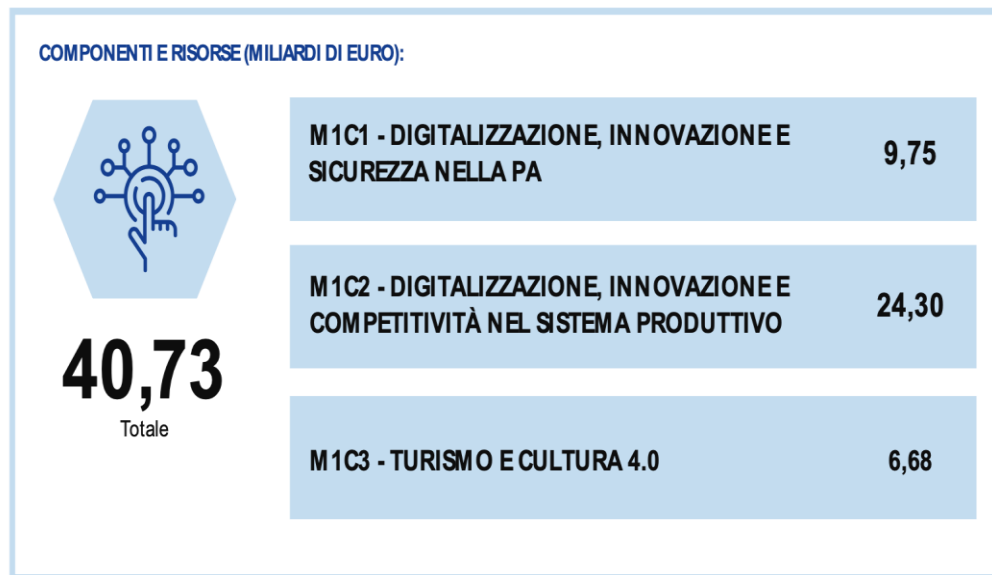 COMPONENTI E RISORSE (MILIARDI DI EURO):
M1C1 - DIGITALIZZAZIONE, INNOVAZIONE E
SICUREZZA NELLA PA
9,75
M1C2 - DIGITALIZZAZIONE, INNOVAZIONE E
COMPETITIVITÀ NEL SISTEMA PRODUTTIVO
24,30
40,73
Totale
M1C3 - TURISMO E CULTURA 4.0
6,68